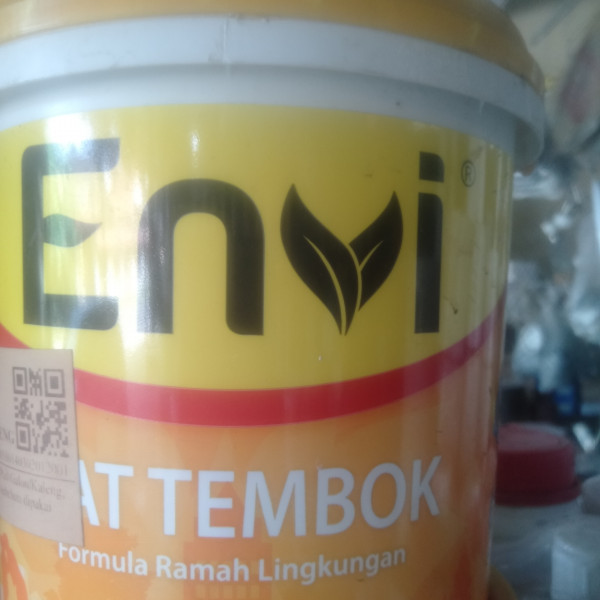 Envi®
AT TEMBOK
Formula Ramah Lingkungan